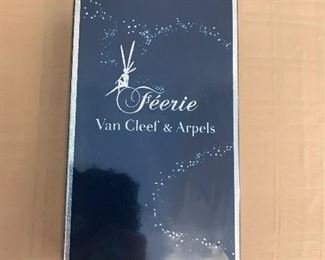 Féerie
Van Cleef & Arpels